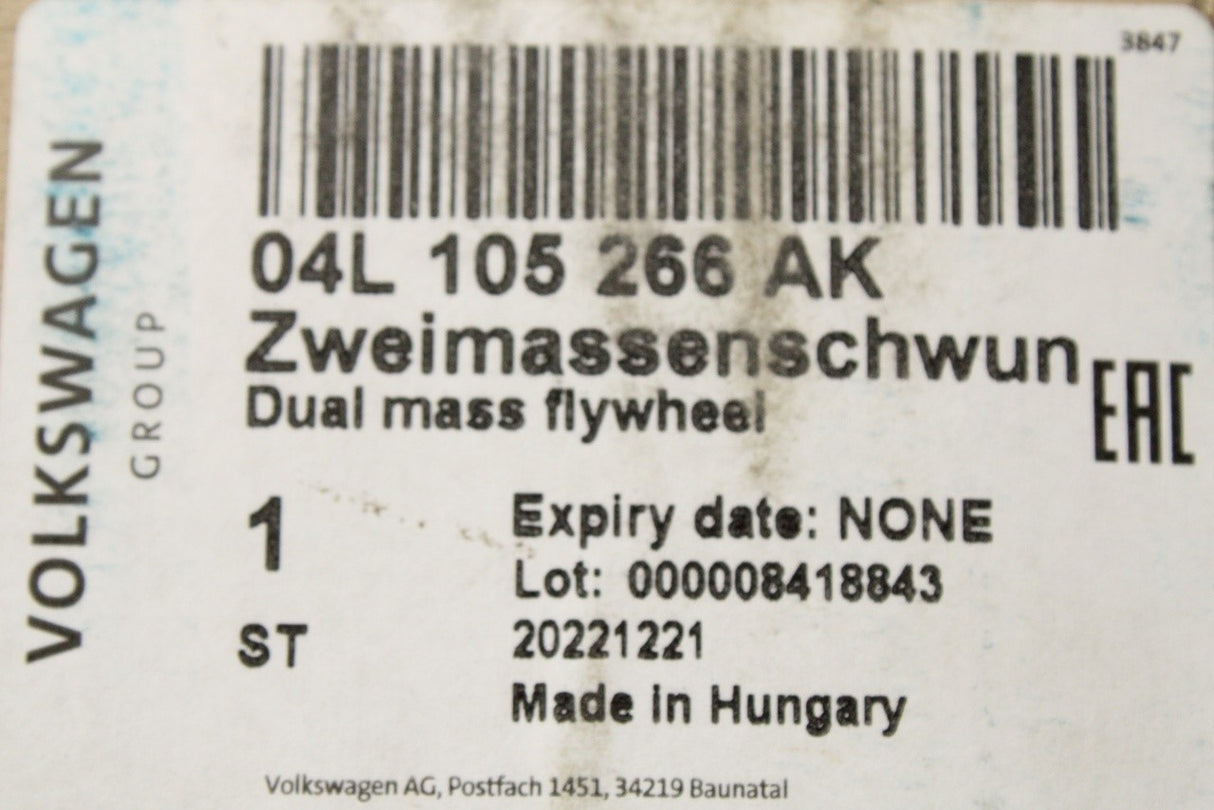 3847
VOLKSWAGEN
GROUP
04L 105 266 AK
Zweimassenschwun
Dual mass flywheel
EAC
1
Expiry date: NONE
Lot: 000008418843
ST
20221221
Made in Hungary
Volkswagen AG, Postfach 1451, 34219 Baunatal